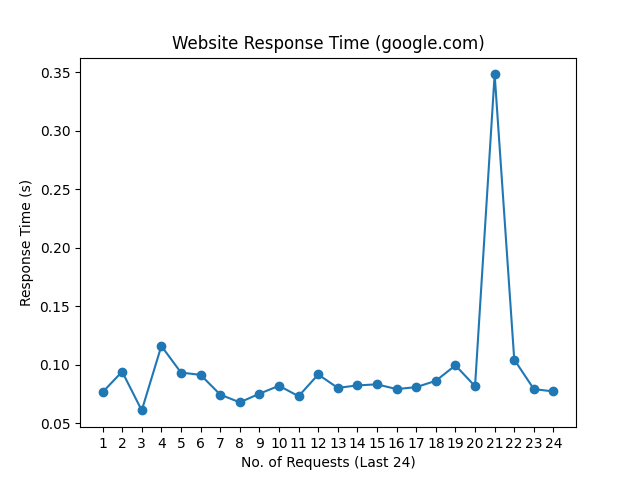 Website Response Time (google.com)
Response Time (s)
0.35
0.30
0.25
0.20
0.15
0.10
0.05
1 2 3 4 5 6 7 8 9 10 11 12 13 14 15 16 17 18 19 20 21 22 23 24
No. of Requests (Last 24)